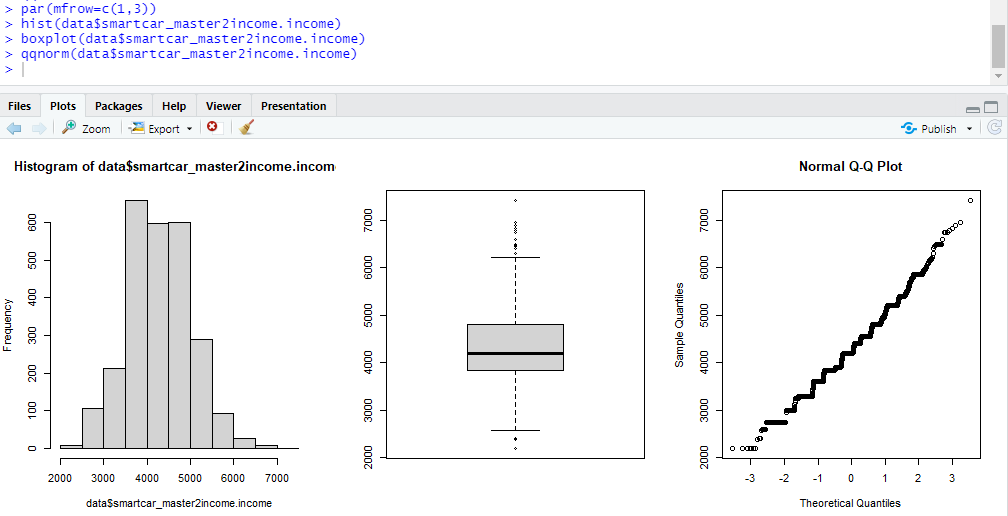 > par(mfrow=c(1,3))
> hist(data$smartcar_master2income.income)
> boxplot(data$smartcar_master2income.income)
> qqnorm(data$smartcar_master2income.income)
>
Files Plots Packages Help Viewer Presentation
Zoom Export Publish
Histogram of data$smartcar_master2income.incom
Frequency
0 100 200 300 400 500 600
2000 3000 4000 5000 6000 7000
data$smartcar_master2income.income
2000 3000 4000 5000 6000 7000
Normal Q-Q Plot
Sample Quantiles
2000 3000 4000 5000 6000 7000
-3 -2 -1 0 1 2 3
Theoretical Quantiles